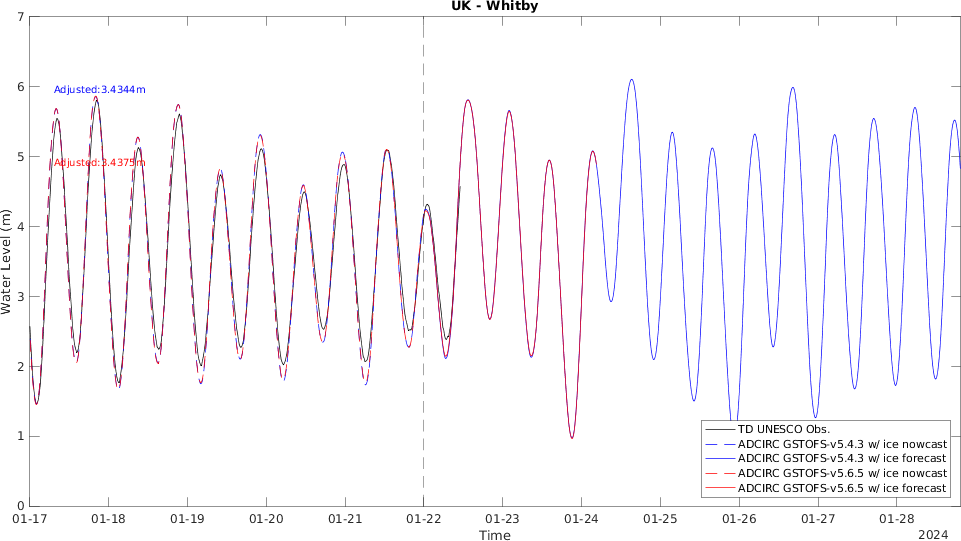 UK - Whitby
7
6
5
4
3
2
1
0
Water Level (m)
Adjusted:3.4344m
Adjusted:3.4375m
TD UNESCO Obs.
ADCIRC GSTOFS-v5.4.3 w/ ice nowcast
ADCIRC GSTOFS-v5.4.3 w/ ice forecast
ADCIRC GSTOFS-v5.6.5 w/ ice nowcast
ADCIRC GSTOFS-v5.6.5 w/ ice forecast
01-17 01-18 01-19 01-20 01-21 01-22 01-23 01-24 01-25 01-26 01-27 01-28
Time
2024